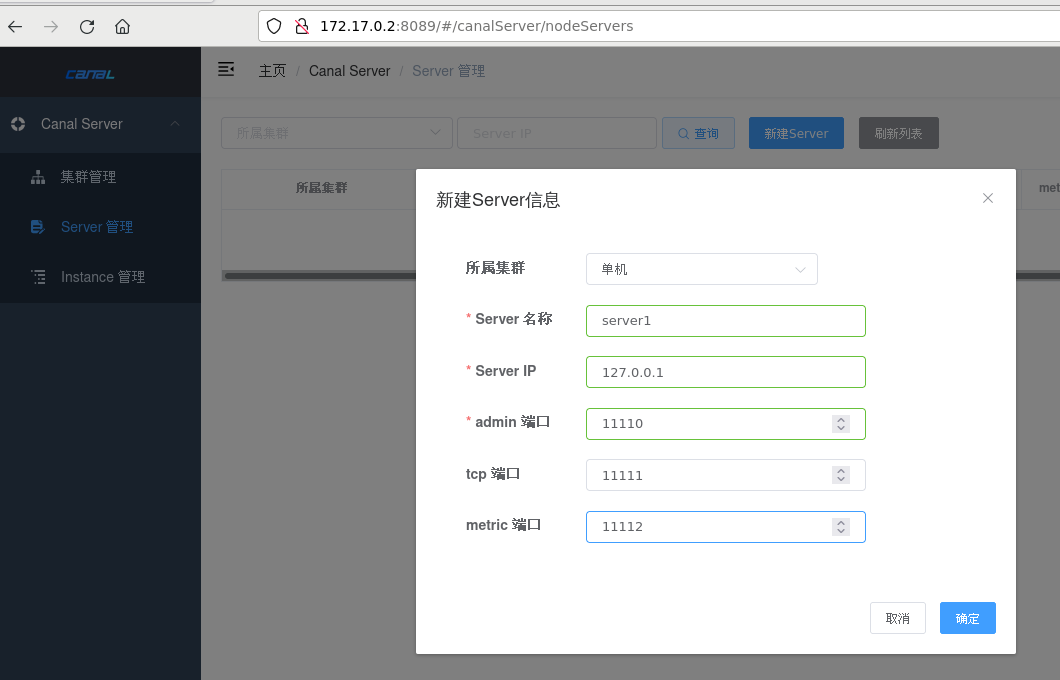 172.17.0.2:8089/#/canalServer/nodeServers
CANAL
主页 / Canal Server / Server 管理
Canal Server
所属集群 Server IP 查询 新建Server 刷新列表
集群管理
所属集群
met
Server 管理
Instance 管理
新建Server信息
所属集群 单机
* Server 名称 server1
* Server IP 127.0.0.1
* admin 端口 11110
tcp 端口 11111
metric 端口 11112
取消 确定